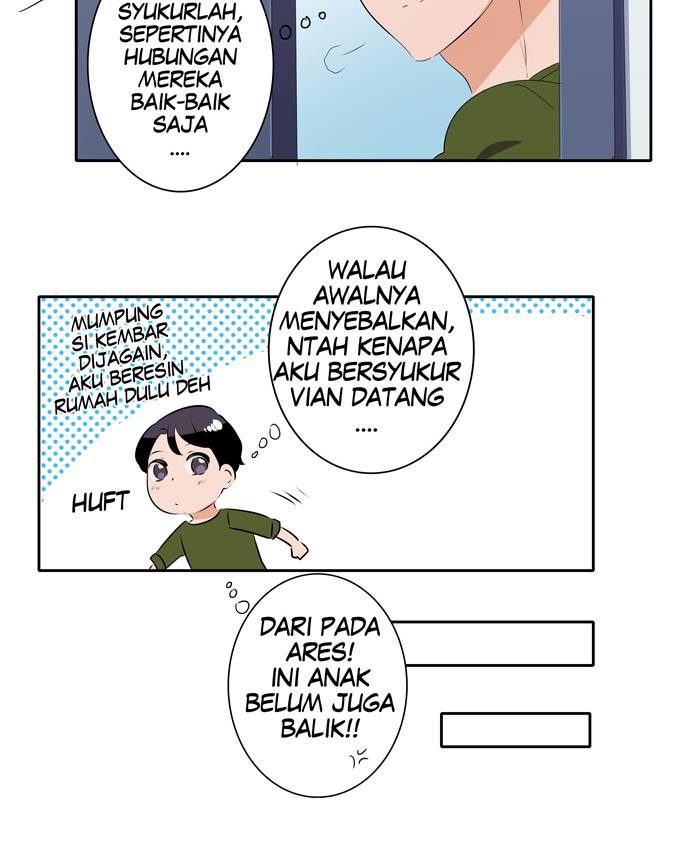 SYUKURLAH,
SEPERTINYA
HUBUNGAN
MEREKA
BAIK-BAIK
SAJA
....
WALAU
AWALNYA
MENYEBALKAN,
NTAH KENAPA
AKU BERSYUKUR
VIAN DATANG
....
MUMPUNG
SI KEMBAR
DIJAGAIN,
AKU BERESIN
RUMAH DULU DEH
HUFT
DARI PADA
ARES!
INI ANAK
BELUM JUGA
BALIK!!